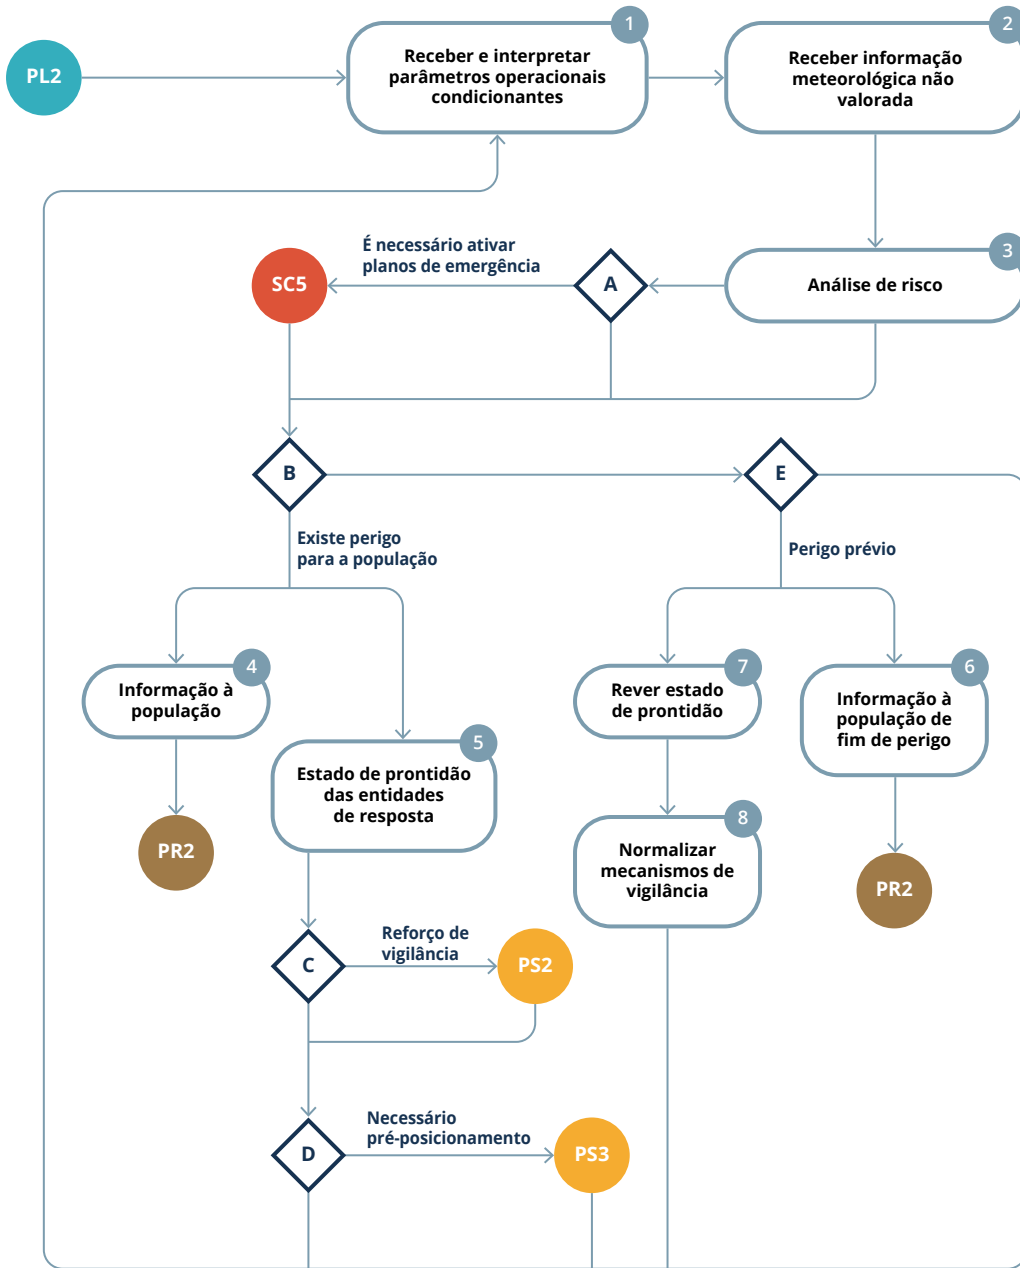 1
2
PL2
Receber e interpretar
parâmetros operacionais
condicionantes
Receber informação
meteorológica não
valorada
É necessário ativar
planos de emergência
3
SC5
A
Análise de risco
B
E
Existe perigo
para a população
Perigo prévio
4
Informação à
população
7
Rever estado
de prontidão
6
Informação à
população de
fim de perigo
5
Estado de prontidão
das entidades
de resposta
8
Normalizar
mecanismos de
vigilância
PR2
PR2
Reforço de
vigilância
C
PS2
Necessário
pré-posicionamento
D
PS3